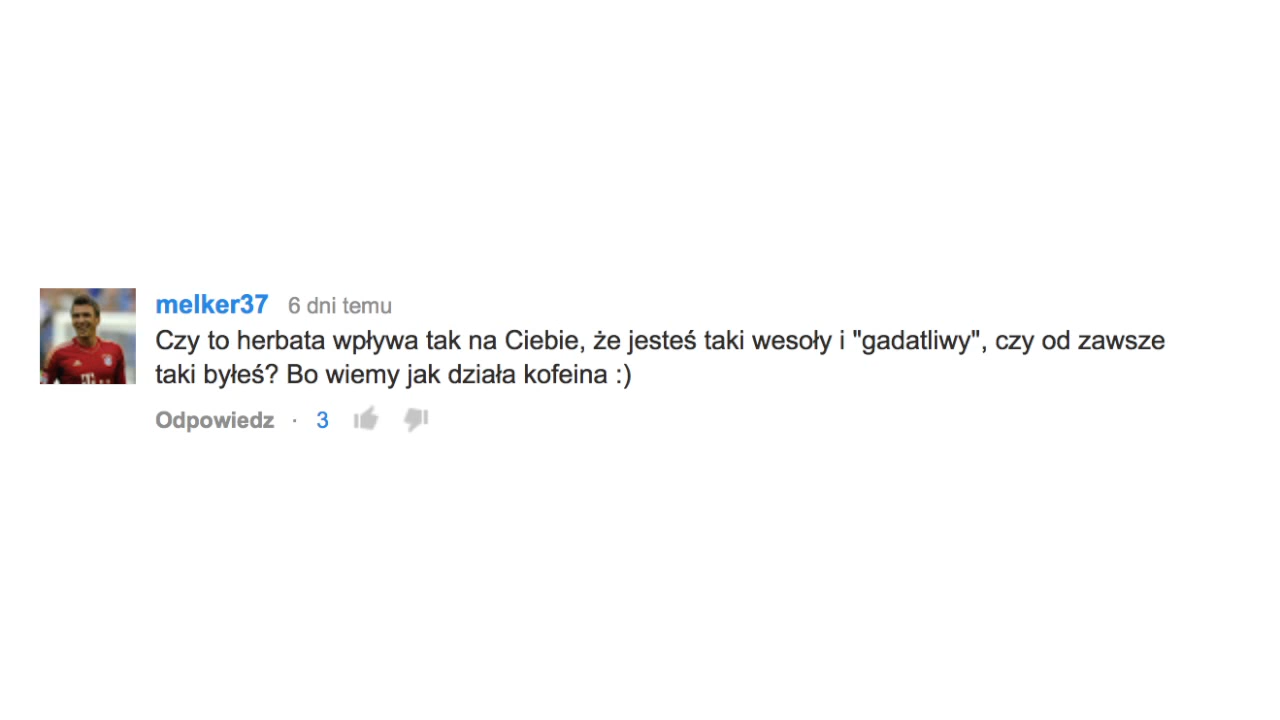 melker37 6 dni temu
Czy to herbata wpływa tak na Ciebie, że jesteś taki wesoły i "gadatliwy", czy od zawsze
taki byłeś? Bo wiemy jak działa kofeina :)
Odpowiedz · 3